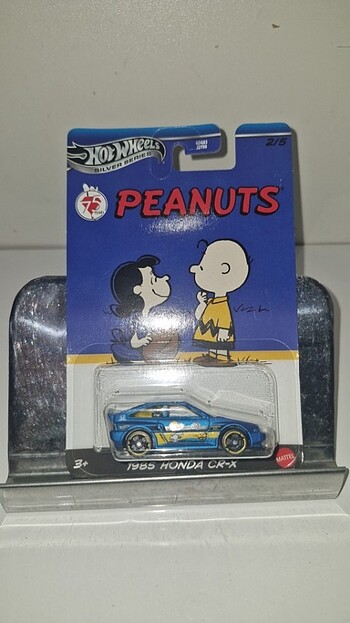 HOT WHEELS
SILVER SERIES
2/5
75
PEANUTS
3+
1985 HONDA CR-X
MATTEL